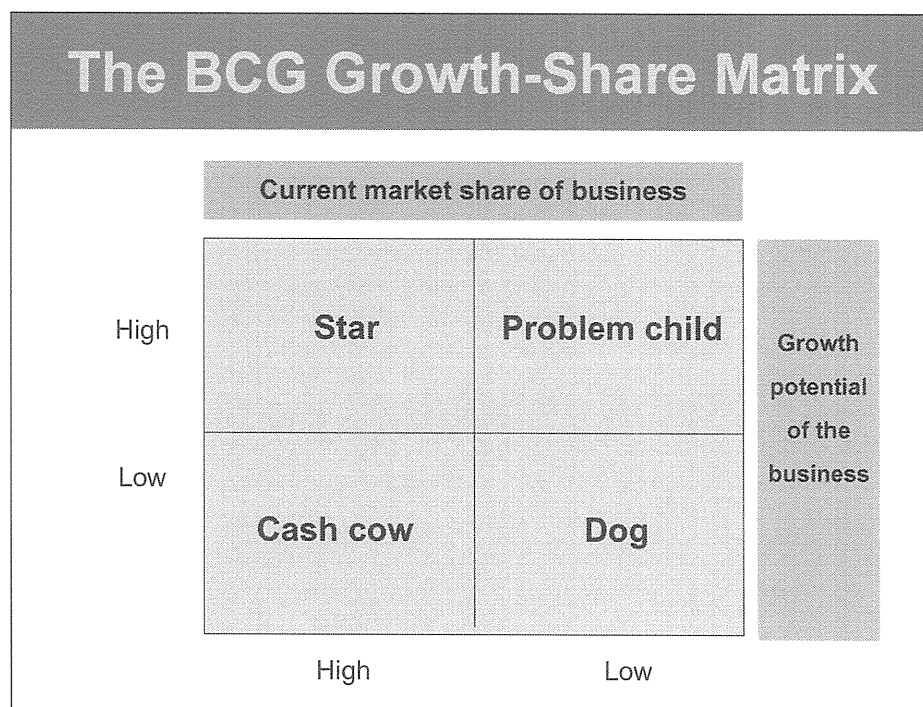 The BCG Growth-Share Matrix
Current market share of business
High
Star
Problem child
Growth
potential
of the
business
Low
Cash cow
Dog
High
Low